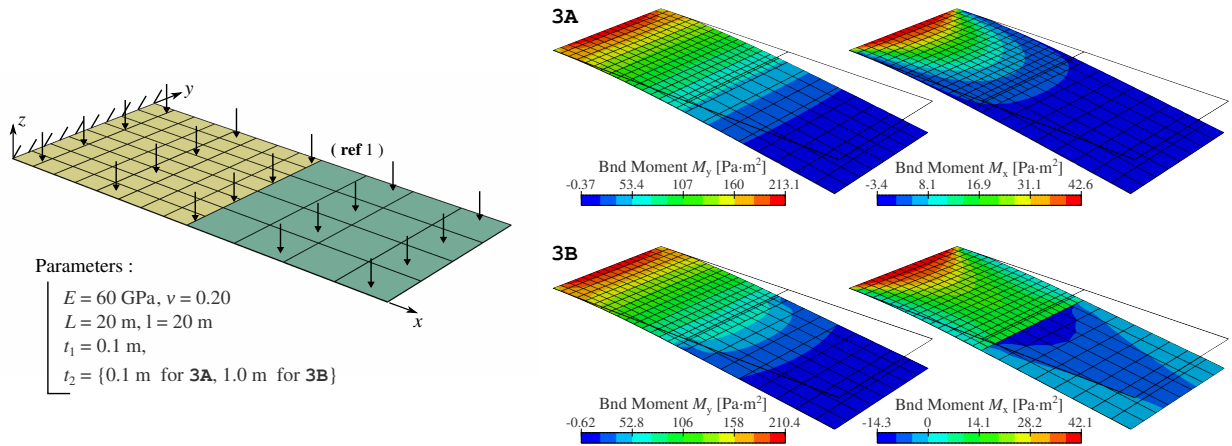 z
y
( ref 1 )
x
Parameters :
E = 60 GPa, ν = 0.20
L = 20 m, l = 20 m
t1 = 0.1 m,
t2 = {0.1 m for 3A, 1.0 m for 3B}
3A
Bnd Moment My [Pa·m²]
-0.37 53.4 107 160 213.1
Bnd Moment Mx [Pa·m²]
-3.4 8.1 16.9 31.1 42.6
3B
Bnd Moment My [Pa·m²]
-0.62 52.8 106 158 210.4
Bnd Moment Mx [Pa·m²]
-14.3 0 14.1 28.2 42.1